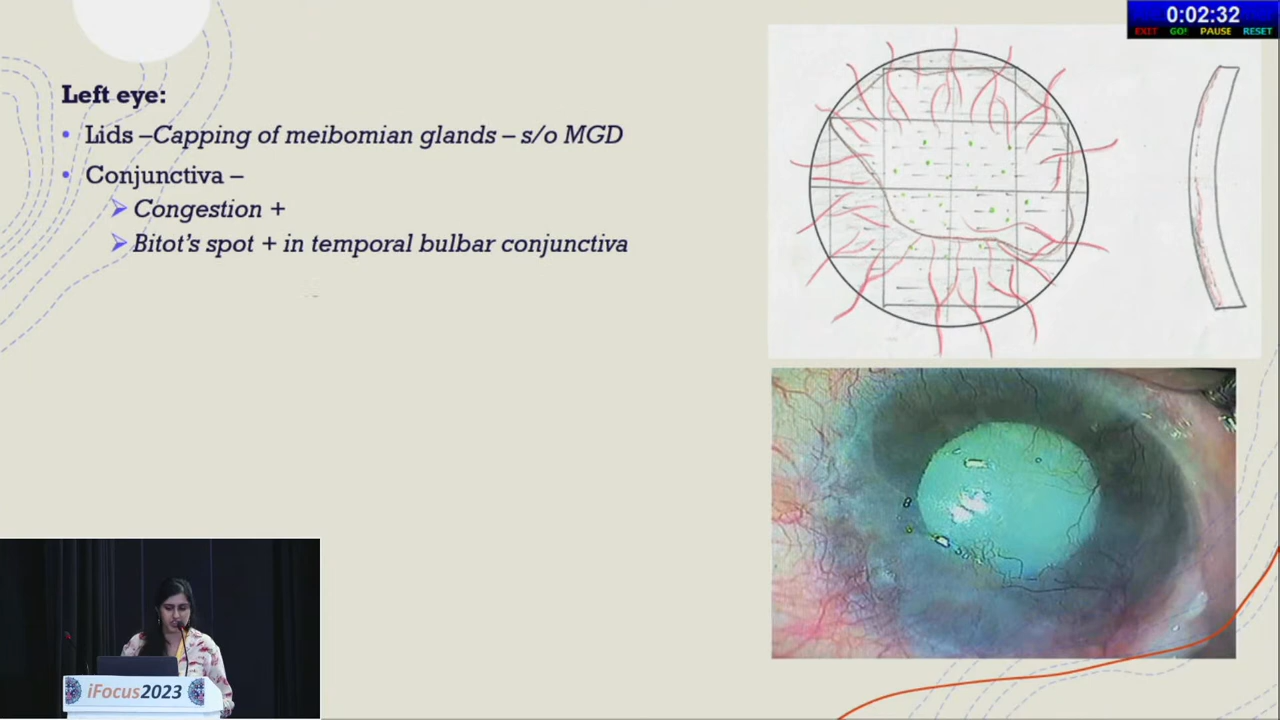 0:02:32
EXIT GO! PAUSE RESET
Left eye:
• Lids –Capping of meibomian glands – s/o MGD
• Conjunctiva –
Congestion +
Bitot's spot + in temporal bulbar conjunctiva
iFocus2023